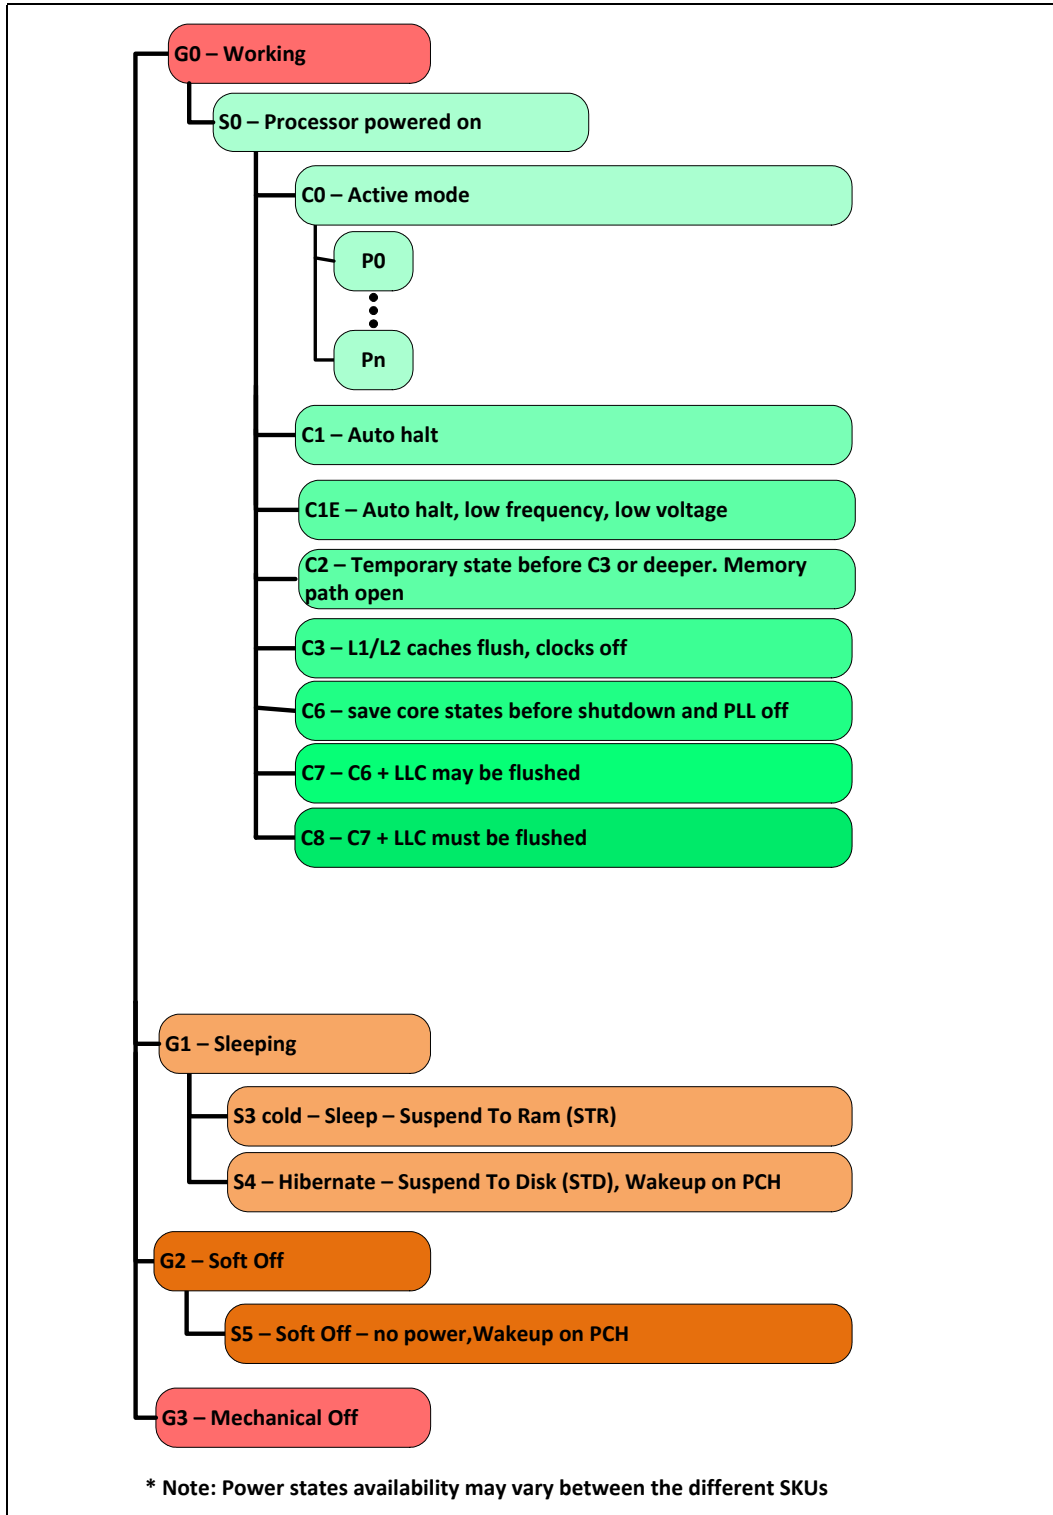 G0 – Working
S0 – Processor powered on
C0 – Active mode
P0
Pn
C1 – Auto halt
C1E – Auto halt, low frequency, low voltage
C2 – Temporary state before C3 or deeper. Memory
path open
C3 – L1/L2 caches flush, clocks off
C6 – save core states before shutdown and PLL off
C7 – C6 + LLC may be flushed
C8 – C7 + LLC must be flushed
G1 – Sleeping
S3 cold – Sleep – Suspend To Ram (STR)
S4 – Hibernate – Suspend To Disk (STD), Wakeup on PCH
G2 – Soft Off
S5 – Soft Off – no power,Wakeup on PCH
G3 – Mechanical Off
* Note: Power states availability may vary between the different SKUs